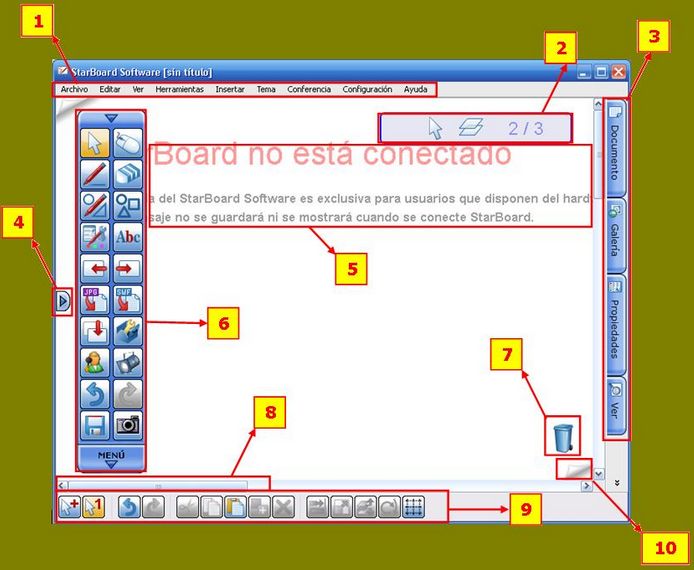 1
2
3
StarBoard Software [sin título]
Archivo Editar Ver Herramientas Insertar Tema Conferencia Configuración Ayuda
2 / 3
Board no está conectado
a del StarBoard Software es exclusiva para usuarios que disponen del hard
saje no se guardará ni se mostrará cuando se conecte StarBoard.
Documento
Galería
Propiedades
Ver
Abc
JPG
SWF
MENÚ
4
5
6
7
8
1
9
10